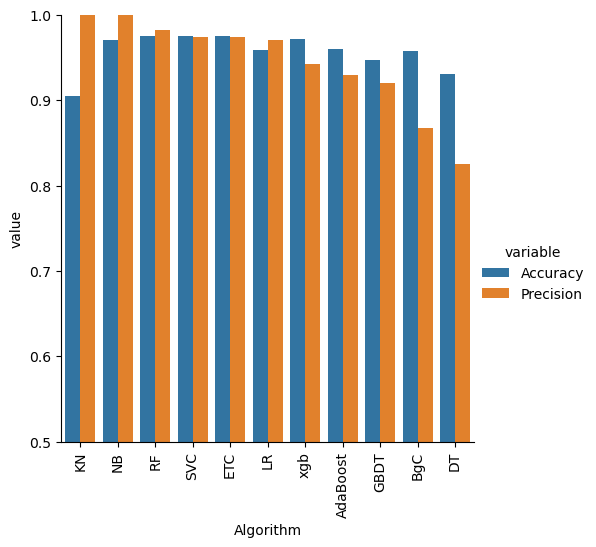 1.0
0.9
0.8
0.7
0.6
0.5
value
KN
NB
RF
SVC
ETC
LR
xgb
AdaBoost
GBDT
BgC
DT
Algorithm
variable
Accuracy
Precision